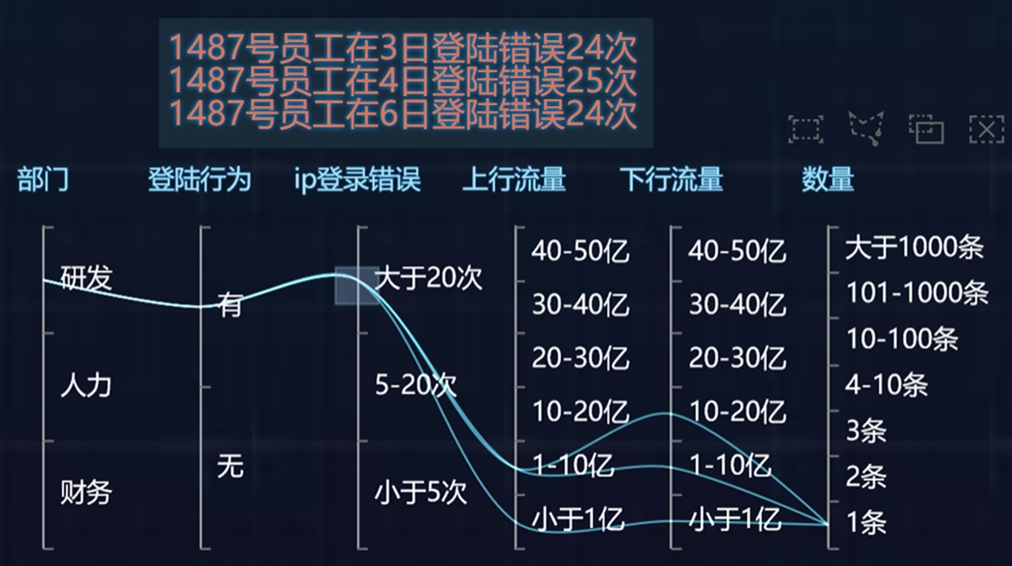 1487号员工在3日登陆错误24次
1487号员工在4日登陆错误25次
1487号员工在6日登陆错误24次
部门 登陆行为 ip登录错误 上行流量 下行流量 数量
研发
人力
财务
有
无
大于20次
5-20次
小于5次
40-50亿
30-40亿
20-30亿
10-20亿
1-10亿
小于1亿
40-50亿
30-40亿
20-30亿
10-20亿
1-10亿
小于1亿
大于1000条
101-1000条
10-100条
4-10条
3条
2条
1条